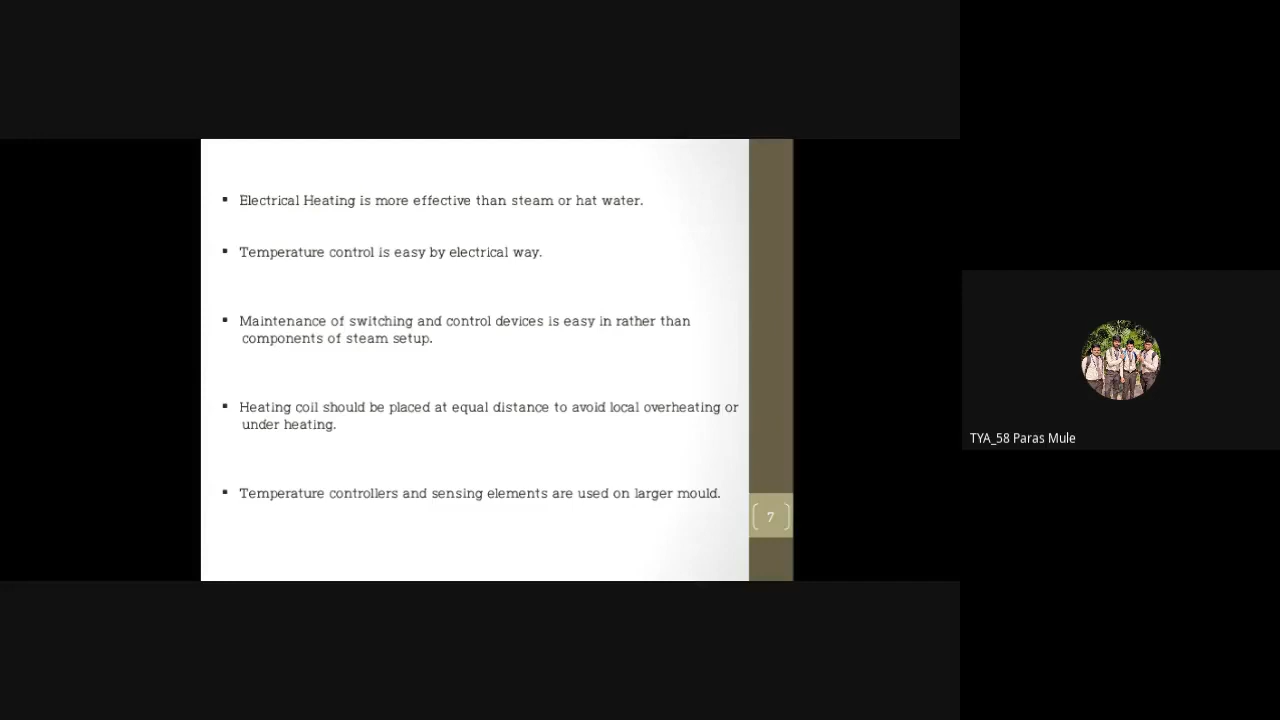 ▪ Electrical Heating is more effective than steam or hat water.
▪ Temperature control is easy by electrical way.
▪ Maintenance of switching and control devices is easy in rather than
components of steam setup.
▪ Heating coil should be placed at equal distance to avoid local overheating or
under heating.
▪ Temperature controllers and sensing elements are used on larger mould.
7
TYA_58 Paras Mule